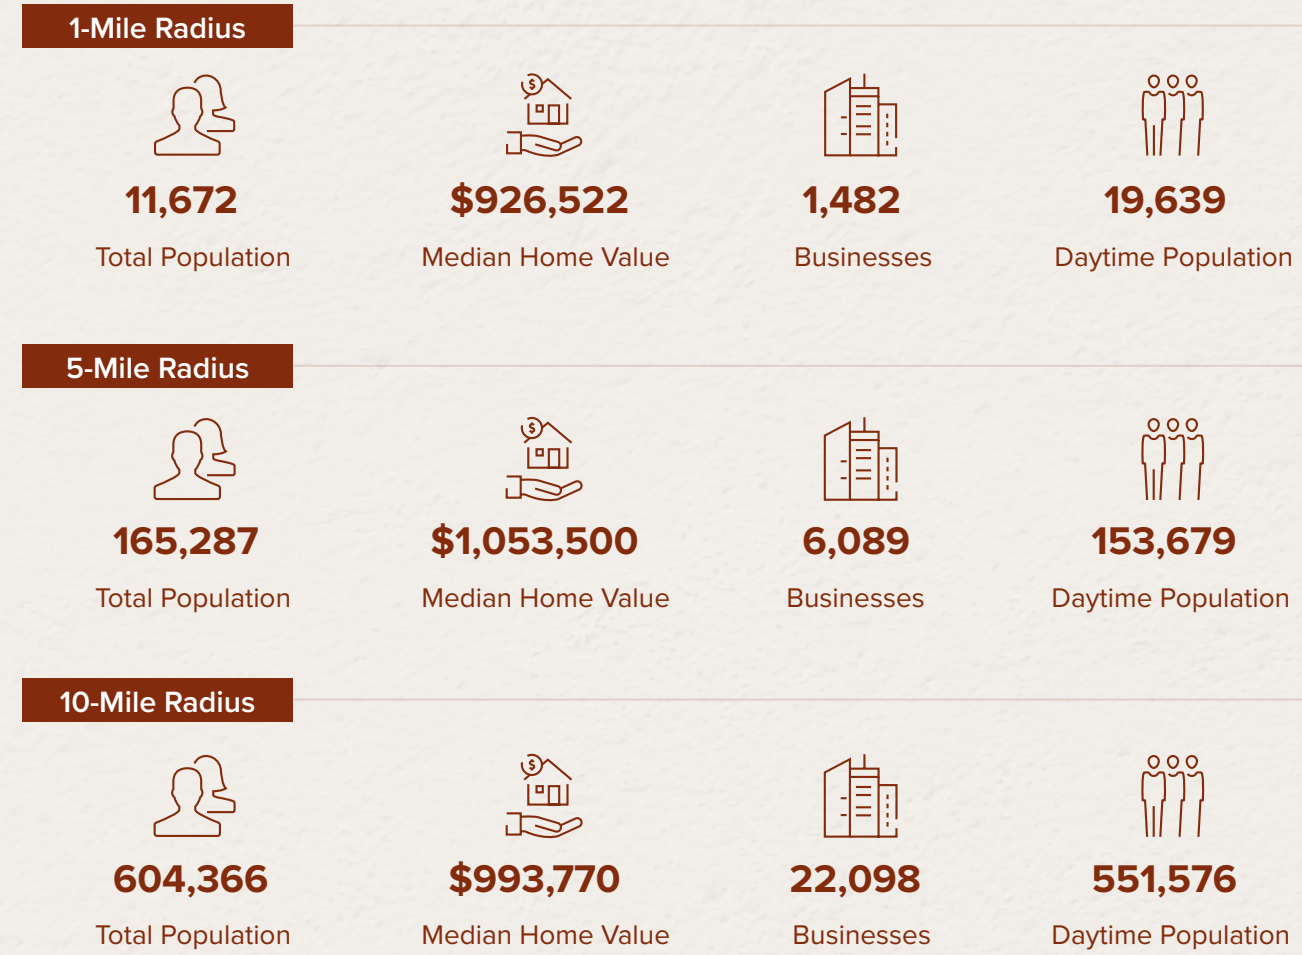 1-Mile Radius
11,672 $926,522 1,482 19,639
Total Population Median Home Value Businesses Daytime Population
5-Mile Radius
165,287 $1,053,500 6,089 153,679
Total Population Median Home Value Businesses Daytime Population
10-Mile Radius
604,366 $993,770 22,098 551,576
Total Population Median Home Value Businesses Daytime Population